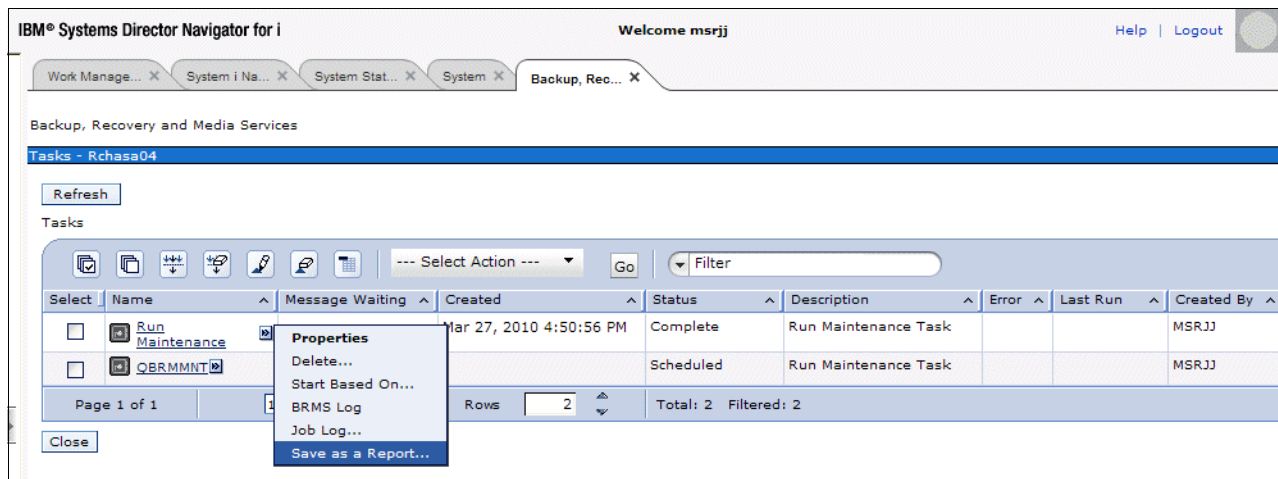 IBM® Systems Director Navigator for i
Welcome msrjj
Help | Logout
Work Manage... X
System i Na... X
System Stat... X
System X
Backup, Rec... X
Backup, Recovery and Media Services
Tasks - Rchasa04
Refresh
Tasks
--- Select Action ---
Go
Filter
Select Name Message Waiting Created Status Description Error Last Run Created By
Run Maintenance
Mar 27, 2010 4:50:56 PM Complete Run Maintenance Task MSRJJ
QBRMMNT Scheduled Run Maintenance Task MSRJJ
Properties
Delete...
Start Based On...
BRMS Log
Job Log...
Save as a Report...
Page 1 of 1 1 Rows 2 Total: 2 Filtered: 2
Close